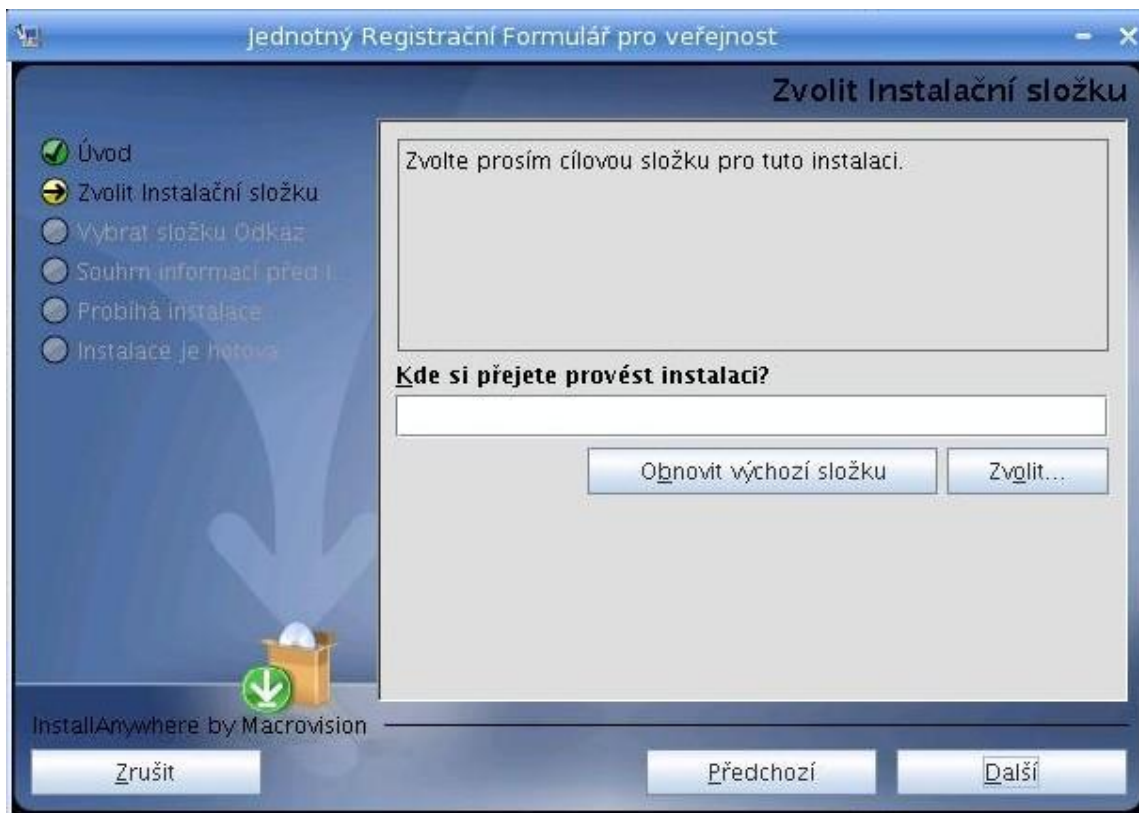 Jednotný Registrační Formulář pro veřejnost
Zvolit Instalační složku
Úvod
Zvolit Instalační složku
Vybrat složku Odkaz
Souhrn informací před I...
Probíhá instalace...
Instalace je hotova
Zvolte prosím cílovou složku pro tuto instalaci.
Kde si přejete provést instalaci?
Obnovit výchozí složku
Zvolit...
InstallAnywhere by Macrovision
Zrušit
Předchozí
Další